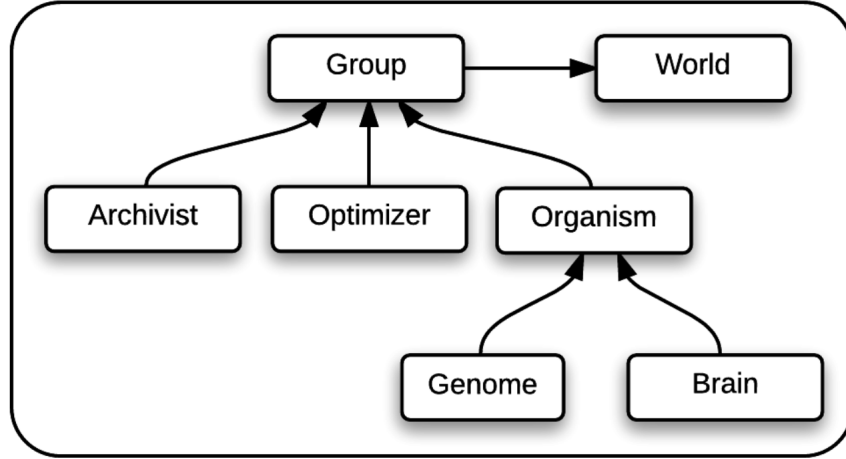 Group
World
Archivist
Optimizer
Organism
Genome
Brain